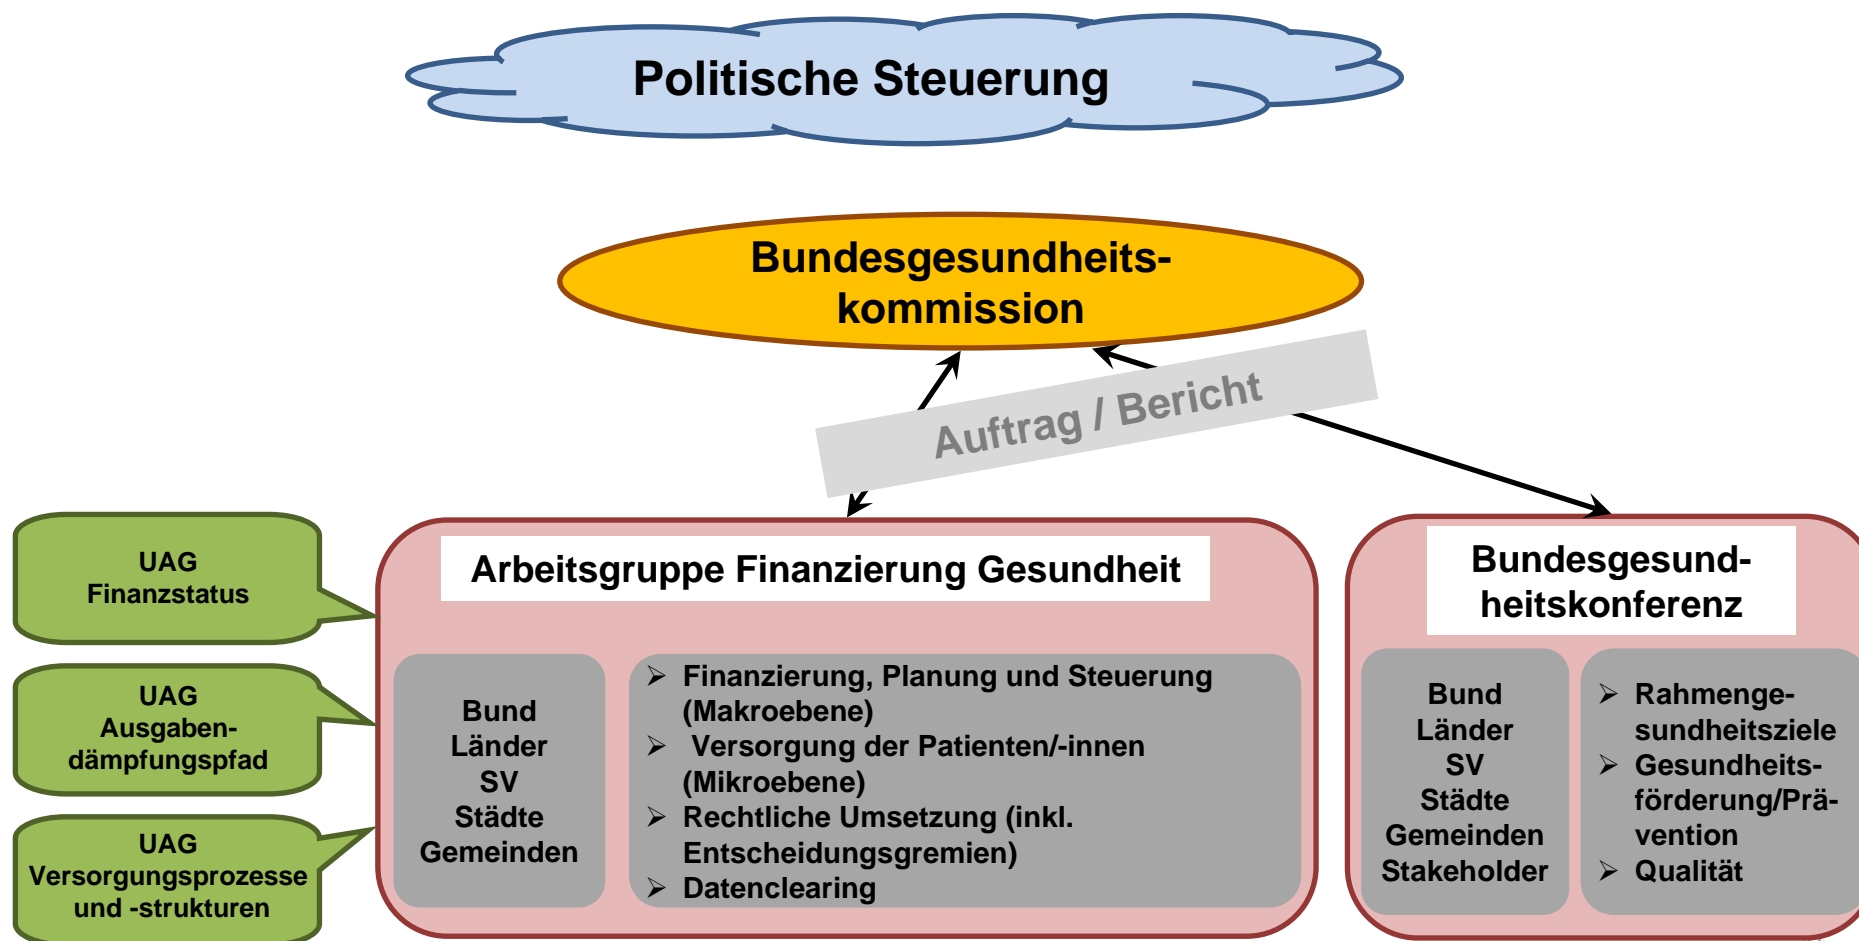 Politische Steuerung
Bundesgesundheits-
kommission
Auftrag / Bericht
UAG
Finanzstatus
UAG
Ausgaben-
dämpfungspfad
UAG
Versorgungsprozesse
und -strukturen
Arbeitsgruppe Finanzierung Gesundheit
Bund
Länder
SV
Städte
Gemeinden
➢ Finanzierung, Planung und Steuerung
(Makroebene)
➢ Versorgung der Patienten/-innen
(Mikroebene)
➢ Rechtliche Umsetzung (inkl.
Entscheidungsgremien)
➢ Datenclearing
Bundesgesund-
heitskonferenz
Bund
Länder
SV
Städte
Gemeinden
Stakeholder
➢ Rahmenge-
sundheitsziele
➢ Gesundheits-
förderung/Prä-
vention
➢ Qualität